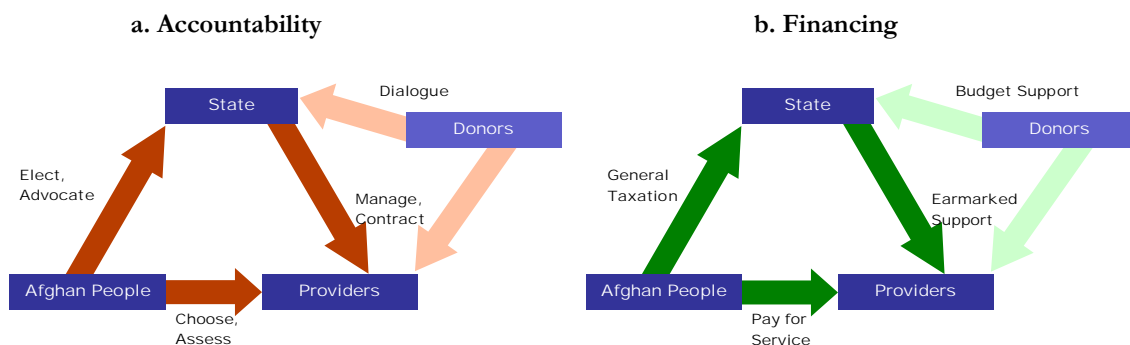 a. Accountability
State
Dialogue
Donors
Elect,
Advocate
Manage,
Contract
Afghan People
Providers
Choose,
Assess
b. Financing
State
Budget Support
Donors
General
Taxation
Earmarked
Support
Afghan People
Providers
Pay for
Service